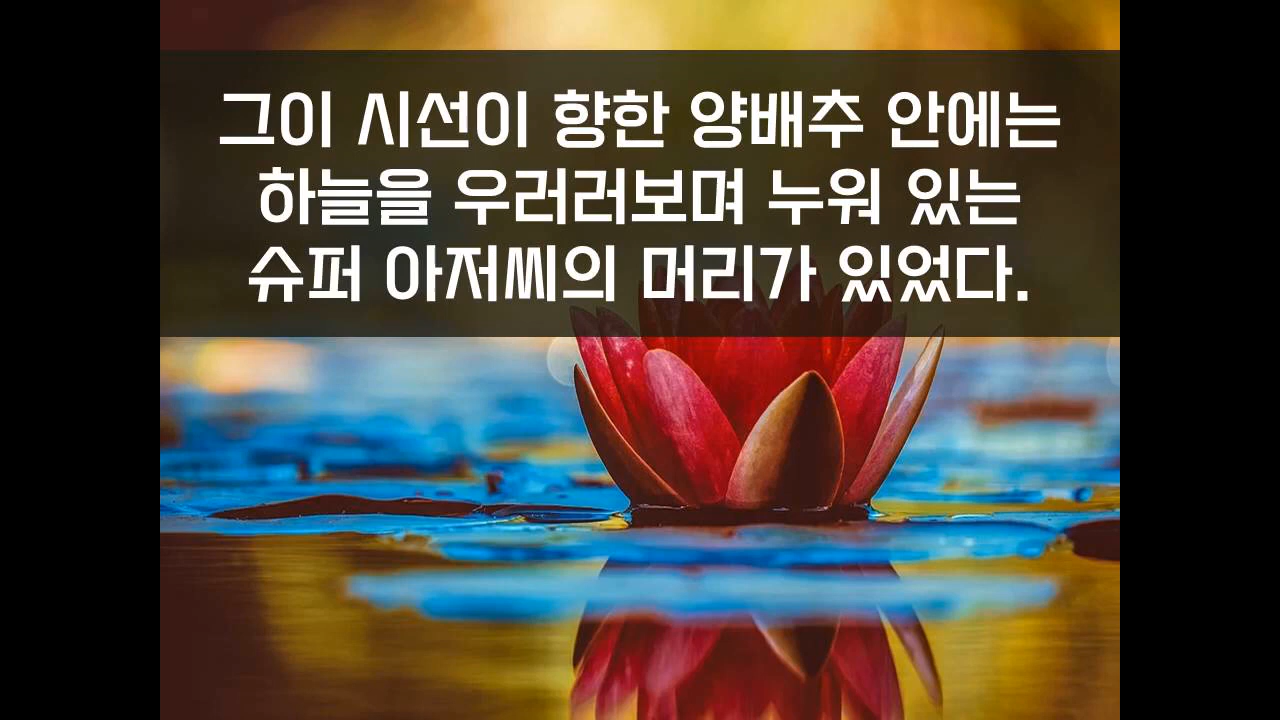 그이 시선이 향한 양배추 안에는
하늘을 우러러보며 누워 있는
슈퍼 아저씨의 머리가 있었다.